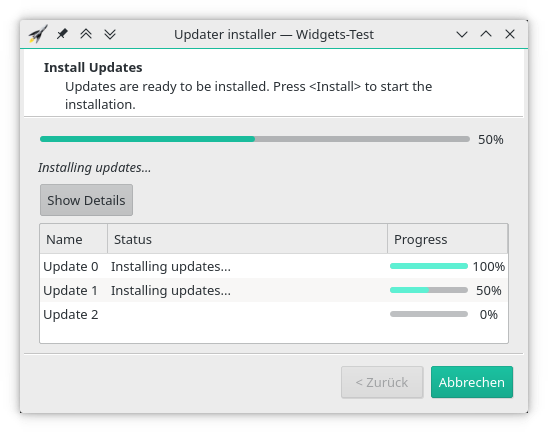 Updater installer — Widgets-Test
Install Updates
Updates are ready to be installed. Press <Install> to start the
installation.
50%
Installing updates...
Show Details
Name Status Progress
Update 0 Installing updates... 100%
Update 1 Installing updates... 50%
Update 2 0%
< Zurück Abbrechen